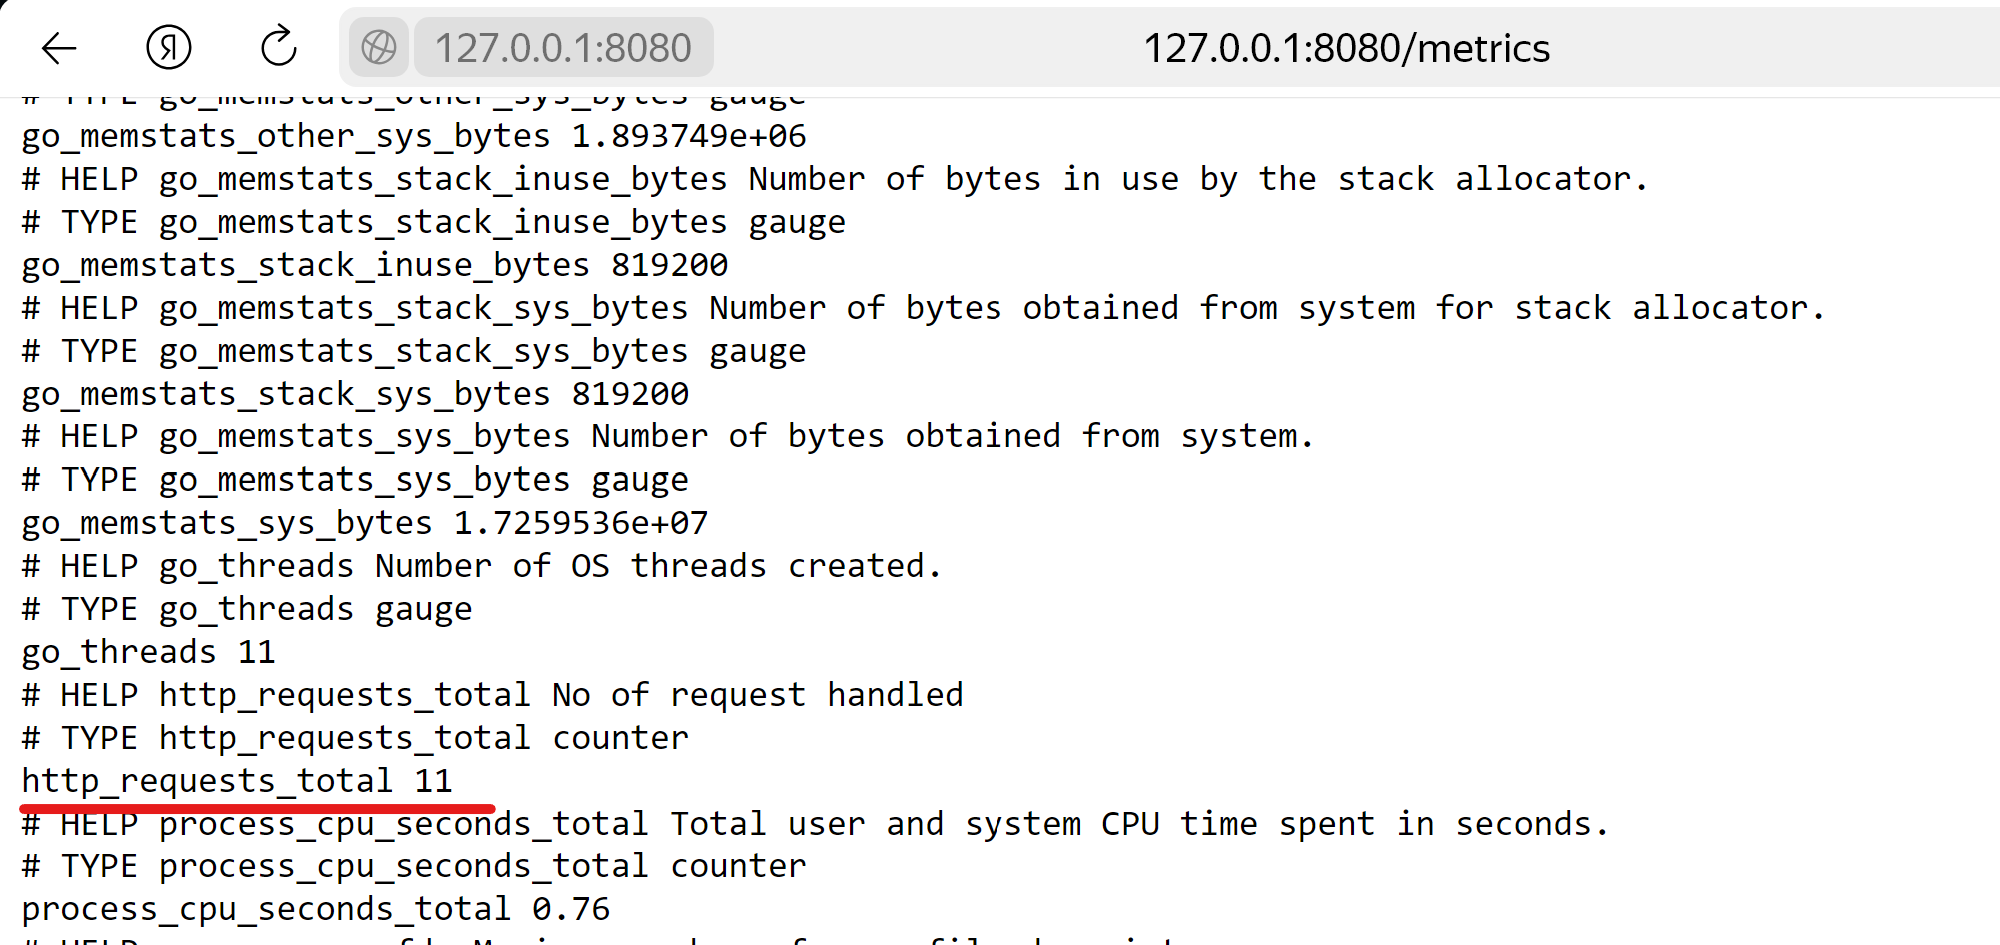 Я 127.0.0.1:8080 127.0.0.1:8080/metrics
# TYPE go_memstats_other_sys_bytes gauge
go_memstats_other_sys_bytes 1.893749e+06
# HELP go_memstats_stack_inuse_bytes Number of bytes in use by the stack allocator.
# TYPE go_memstats_stack_inuse_bytes gauge
go_memstats_stack_inuse_bytes 819200
# HELP go_memstats_stack_sys_bytes Number of bytes obtained from system for stack allocator.
# TYPE go_memstats_stack_sys_bytes gauge
go_memstats_stack_sys_bytes 819200
# HELP go_memstats_sys_bytes Number of bytes obtained from system.
# TYPE go_memstats_sys_bytes gauge
go_memstats_sys_bytes 1.7259536e+07
# HELP go_threads Number of OS threads created.
# TYPE go_threads gauge
go_threads 11
# HELP http_requests_total No of request handled
# TYPE http_requests_total counter
http_requests_total 11
# HELP process_cpu_seconds_total Total user and system CPU time spent in seconds.
# TYPE process_cpu_seconds_total counter
process_cpu_seconds_total 0.76
# HELP